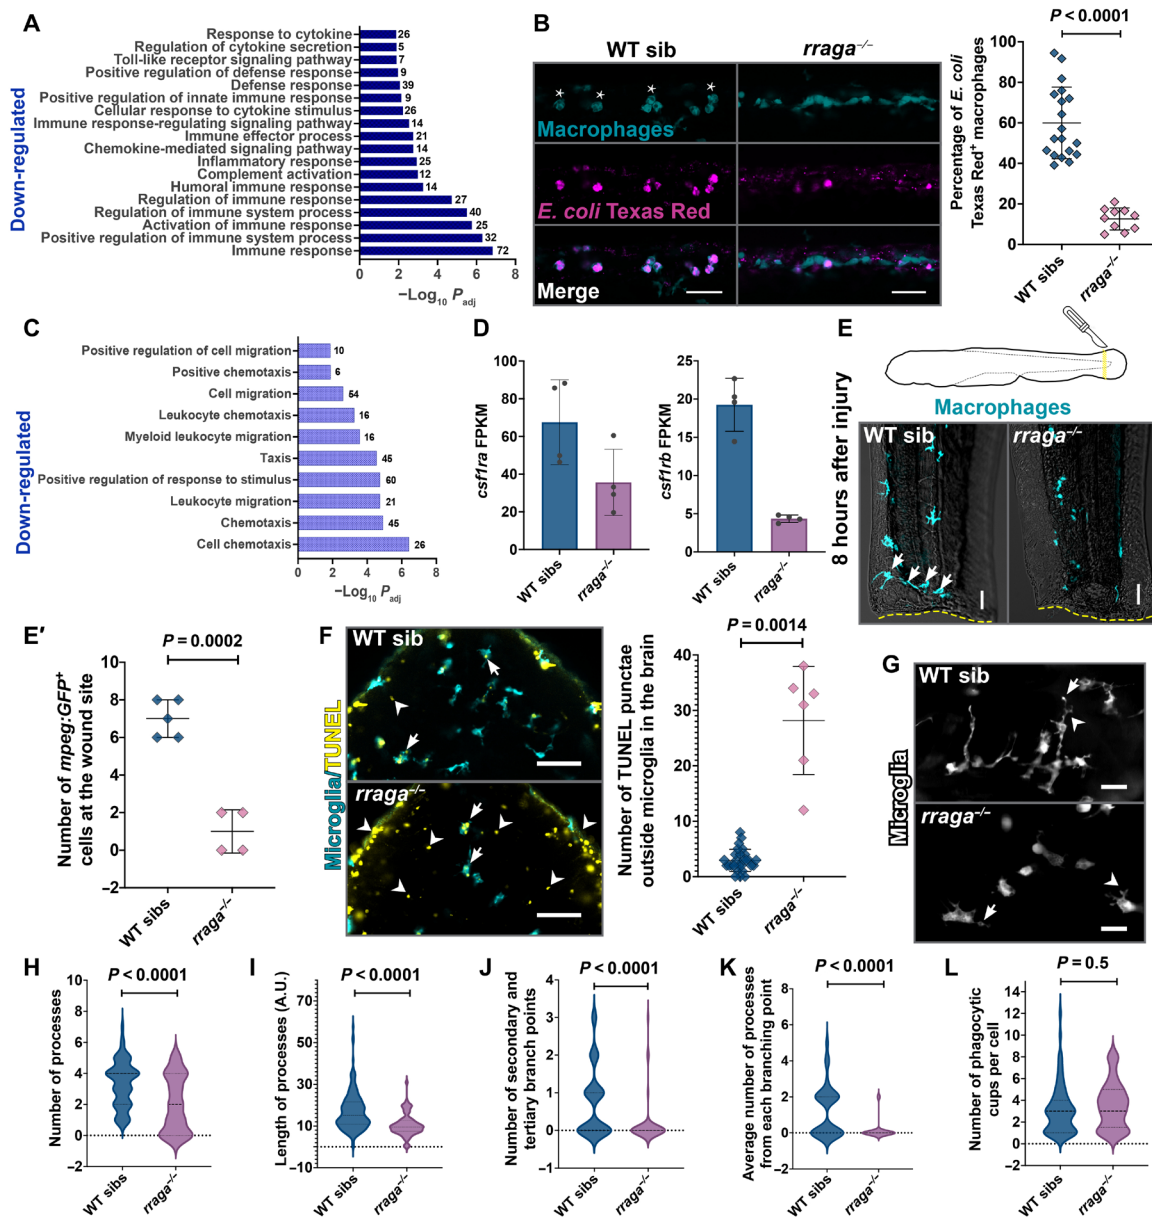 A
Down-regulated
Response to cytokine 26
Regulation of cytokine secretion 5
Toll-like receptor signaling pathway 7
Positive regulation of defense response 9
Defense response 39
Positive regulation of innate immune response 9
Cellular response to cytokine stimulus 26
Immune response-regulating signaling pathway 14
Immune effector process 21
Chemokine-mediated signaling pathway 14
Inflammatory response 25
Complement activation 12
Humoral immune response 14
Regulation of immune response 27
Regulation of immune system process 40
Activation of immune response 25
Positive regulation of immune system process 32
Immune response 72
0 2 4 6 8
−Log10 Padj
B
WT sib rraga−/−
Macrophages
E. coli Texas Red
Merge
P < 0.0001
Percentage of E. coli
Texas Red+ macrophages
100
80
60
40
20
0
WT sibs rraga−/−
C
Down-regulated
Positive regulation of cell migration 10
Positive chemotaxis 6
Cell migration 54
Leukocyte chemotaxis 16
Myeloid leukocyte migration 16
Taxis 45
Positive regulation of response to stimulus 60
Leukocyte migration 21
Chemotaxis 45
Cell chemotaxis 26
0 2 4 6 8
−Log10 Padj
D
csf1ra FPKM
100
80
60
40
20
0
WT sibs rraga−/−
csf1rb FPKM
25
20
15
10
5
0
WT sibs rraga−/−
E
Macrophages
8 hours after injury
WT sib rraga−/−
E′
P = 0.0002
Number of mpeg:GFP+
cells at the wound site
10
8
6
4
2
0
−2
WT sibs rraga−/−
F
Microglia/TUNEL
WT sib
rraga−/−
P = 0.0014
Number of TUNEL punctae
outside microglia in the brain
40
30
20
10
0
WT sibs rraga−/−
G
Microglia
WT sib
rraga−/−
H
P < 0.0001
Number of processes
10
8
6
4
2
0
−2
WT sibs rraga−/−
I
P < 0.0001
Length of processes (A.U.)
70
50
30
10
−10
WT sibs rraga−/−
J
P < 0.0001
Number of secondary and
tertiary branch points
4
3
2
1
0
−1
WT sibs rraga−/−
K
P < 0.0001
Average number of processes
from each branching point
8
6
4
2
0
−2
WT sibs rraga−/−
L
P = 0.5
Number of phagocytic
cups per cell
14
12
10
8
6
4
2
0
−2
WT sibs rraga−/−